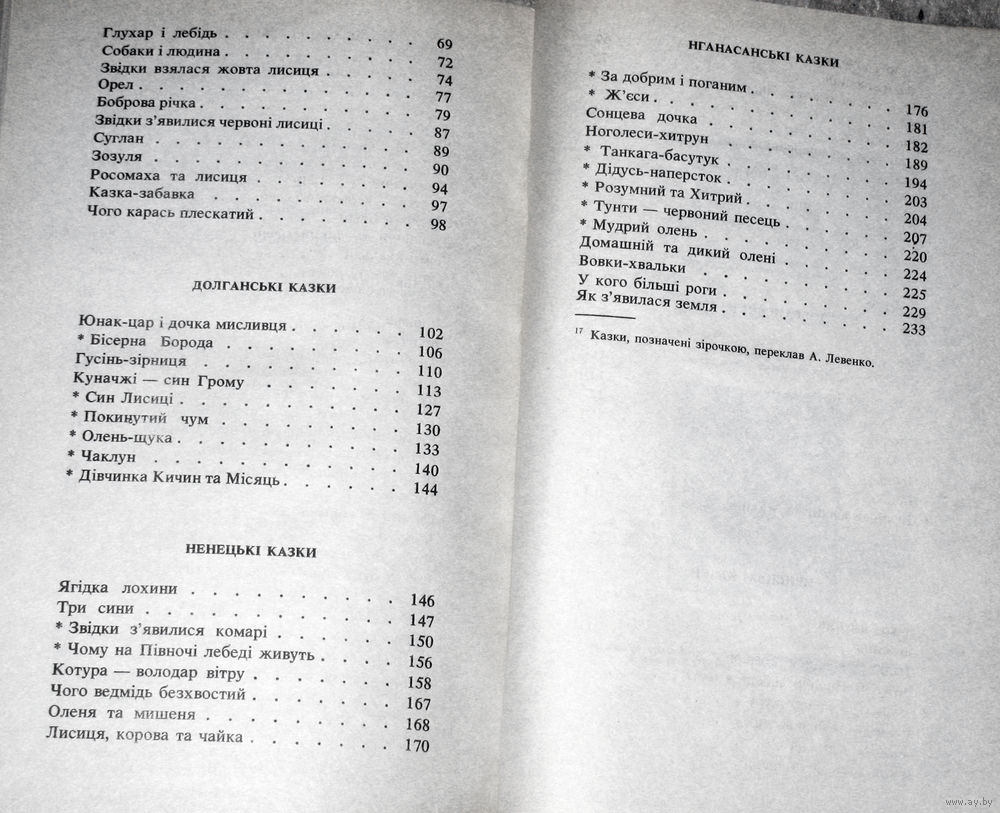 Глухар і лебідь . . . . . . . . . . 69
Собаки і людина . . . . . . . . . . 72
Звідки взялася жовта лисиця . . . . . . 74
Орел . . . . . . . . . . . . . 77
Боброва річка . . . . . . . . . . . 79
Звідки з’явилися червоні лисиці . . . . . . 87
Суглан . . . . . . . . . . . . 89
Зозуля . . . . . . . . . . . . 90
Росомаха та лисиця . . . . . . . . . 94
Казка-забавка . . . . . . . . . . . 97
Чого карась плескатий . . . . . . . . 98
ДОЛГАНСЬКІ КАЗКИ
Юнак-цар і дочка мисливця . . . . . . 102
* Бісерна Борода . . . . . . . . . 106
Гусінь-зірниця . . . . . . . . . . 110
Куначжі — син Грому . . . . . . . 113
* Син Лисиці . . . . . . . . . . . 127
* Покинутий чум . . . . . . . . . 130
* Олень-щука . . . . . . . . . . . 133
* Чаклун . . . . . . . . . . . . 140
* Дівчинка Кичин та Місяць . . . . . . 144
НЕНЕЦЬКІ КАЗКИ
Ягідка лохини . . . . . . . . . . 146
Три сини . . . . . . . . . . . . 147
* Звідки з’явилися комарі . . . . . . 150
* Чому на Півночі лебеді живуть . . . . . 156
Котура — володар вітру . . . . . . . 158
Чого ведмідь безхвостий . . . . . . . 167
Оленя та мишеня . . . . . . . . . 168
Лисиця, корова та чайка . . . . . . . 170
НГАНАСАНСЬКІ КАЗКИ
* За добрим і поганим . . . . . . . 176
* Ж’єси . . . . . . . . . . . . 181
Сонцева дочка . . . . . . . . . . 182
Ноголеси-хитрун . . . . . . . . . 189
* Танкага-басутук . . . . . . . . . 194
* Дідусь-наперсток . . . . . . . . . 203
* Розумний та Хитрий . . . . . . . . 204
* Тунти — червоний песець . . . . . . 207
* Мудрий олень . . . . . . . . . . 220
Домашній та дикий олені . . . . . . . 224
Вовки-хвальки . . . . . . . . . . 225
У кого більші роги . . . . . . . . . 229
Як з’явилася земля . . . . . . . . . 233
17 Казки, позначені зірочкою, переклав А. Левенко.
www.ay.by